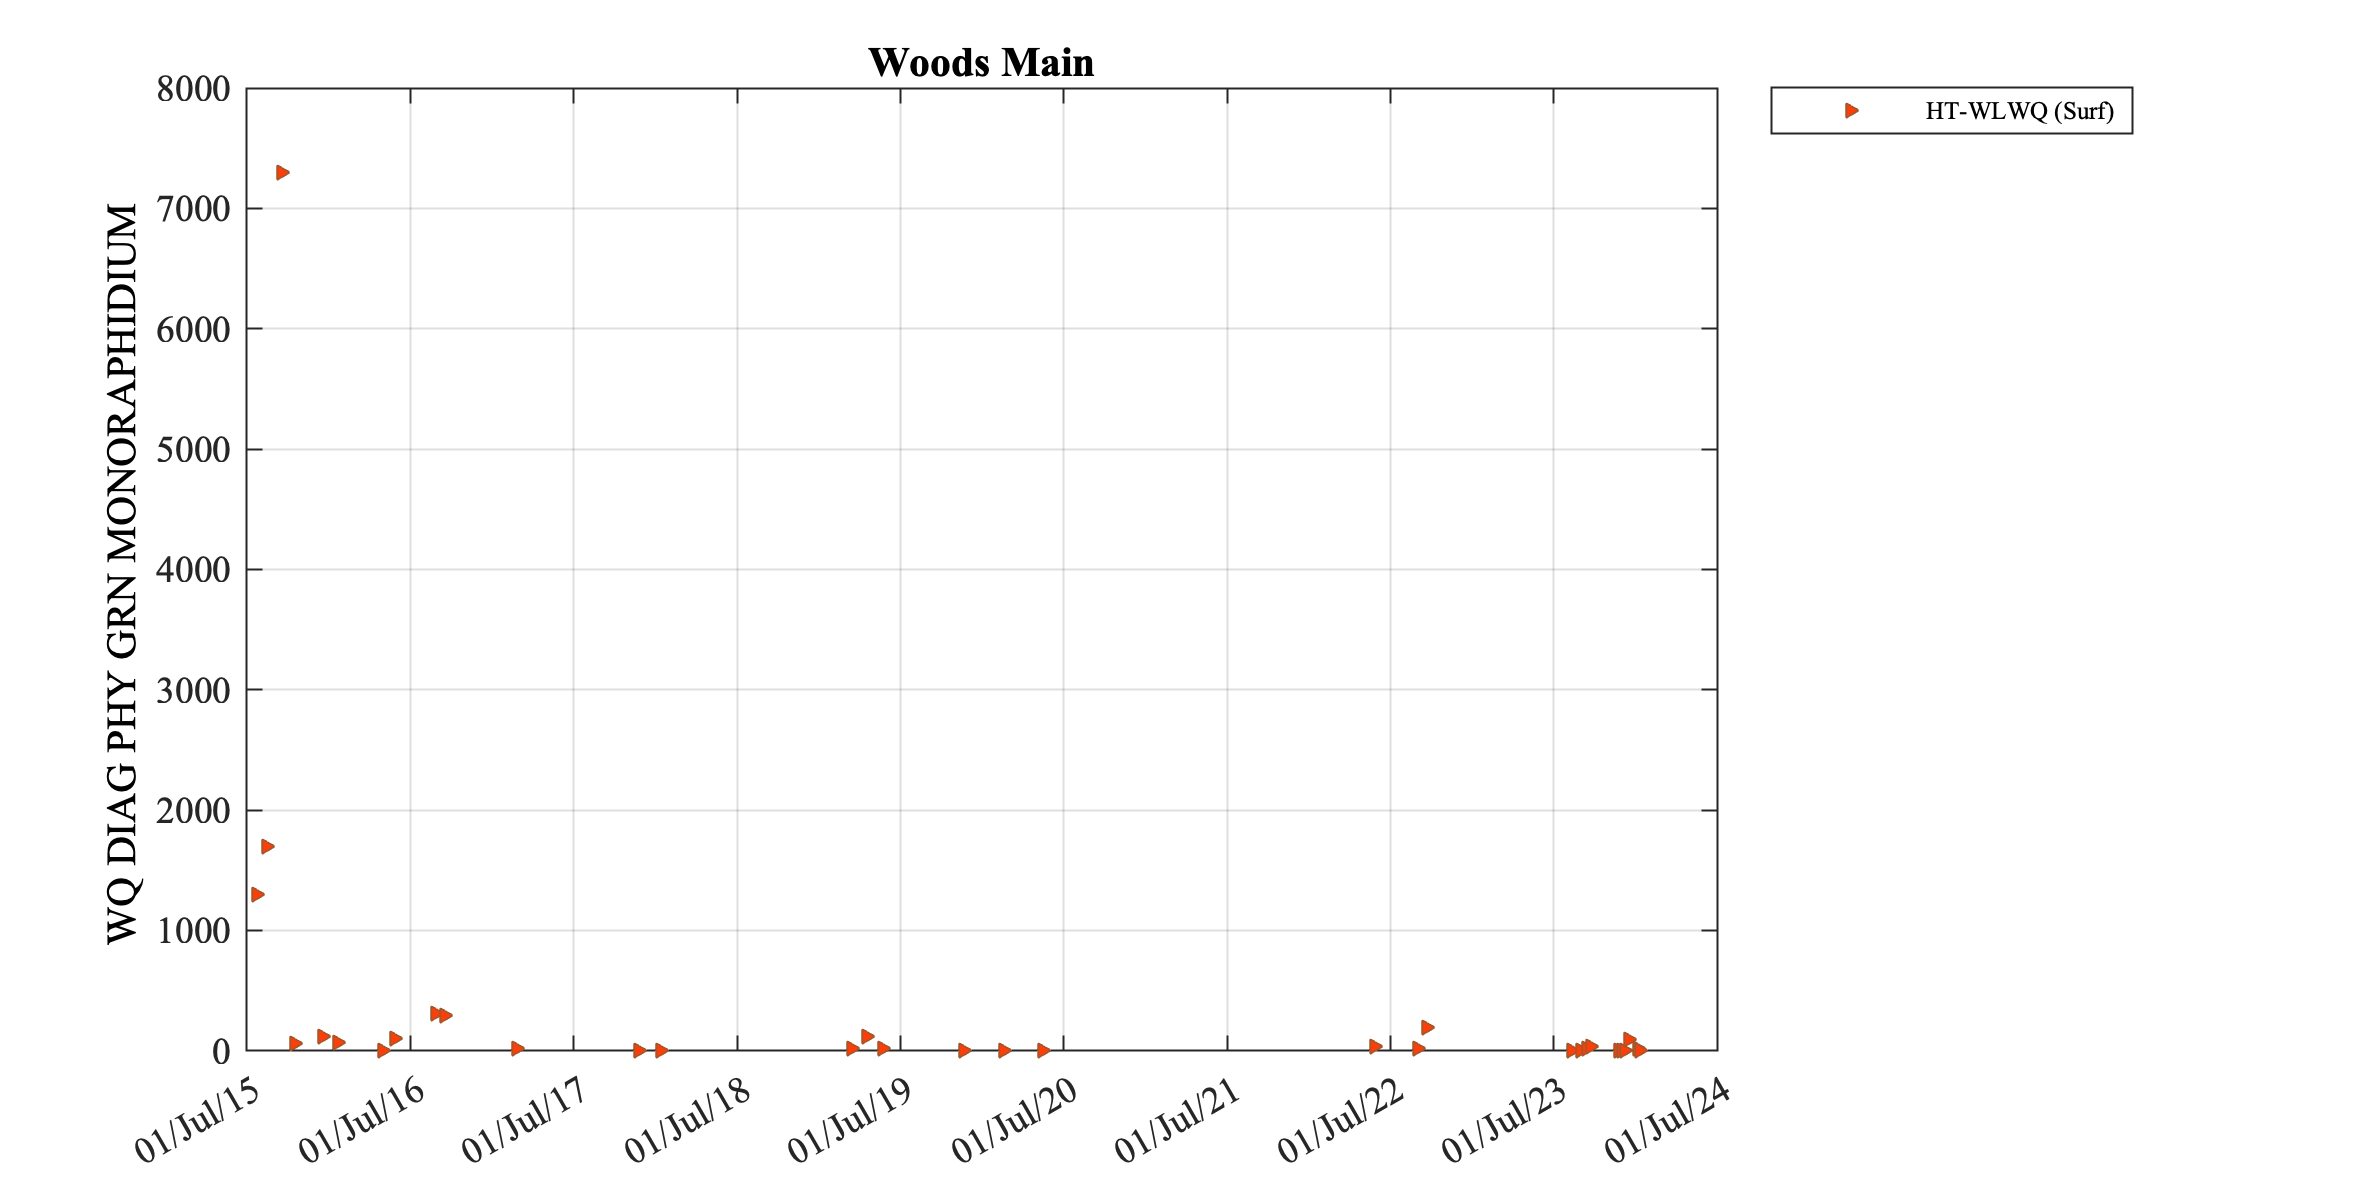 Woods Main
HT-WLWQ (Surf)
WQ DIAG PHY GRN MONORAPHIDIUM
8000
7000
6000
5000
4000
3000
2000
1000
0
01/Jul/15
01/Jul/16
01/Jul/17
01/Jul/18
01/Jul/19
01/Jul/20
01/Jul/21
01/Jul/22
01/Jul/23
01/Jul/24